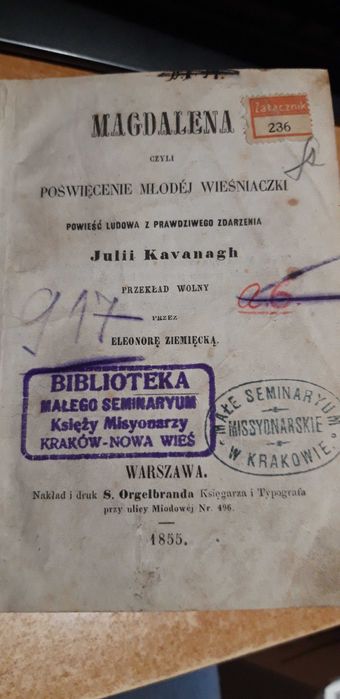 MAGDALENA
Załącznik
236
CZYLI
POŚWIĘCENIE MŁODÉJ WIEŚNIACZKI
POWIEŚĆ LUDOWA Z PRAWDZIWEGO ZDARZENIA
Julii Kavanagh
PRZEKŁAD WOLNY
a.6.
917
PRZEZ
ELEONORĘ ZIEMIĘCKĄ.
BIBLIOTEKA
MAŁEGO SEMINARYUM
Księży Misyonarzy
KRAKÓW-NOWA WIEŚ
MAŁE SEMINARYUM
MISSYONARSKIE
W KRAKOWIE.
WARSZAWA.
Nakład i druk S. Orgelbranda Księgarza i Typografa
przy ulicy Miodowéj Nr. 496.
1855.